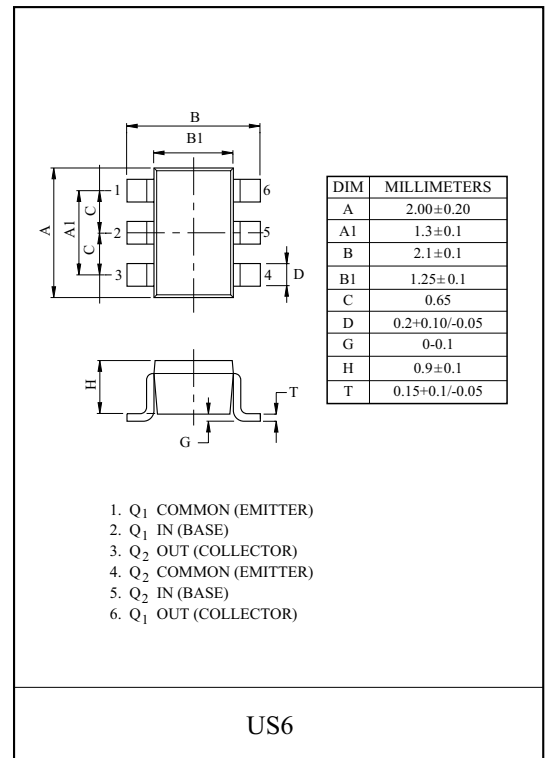 B
B1
1
6
A
A1
C
2
5
C
3
4
D
H
T
G
DIM MILLIMETERS
A 2.00±0.20
A1 1.3±0.1
B 2.1±0.1
B1 1.25±0.1
C 0.65
D 0.2+0.10/-0.05
G 0-0.1
H 0.9±0.1
T 0.15+0.1/-0.05
1. Q1 COMMON (EMITTER)
2. Q1 IN (BASE)
3. Q2 OUT (COLLECTOR)
4. Q2 COMMON (EMITTER)
5. Q2 IN (BASE)
6. Q1 OUT (COLLECTOR)
US6